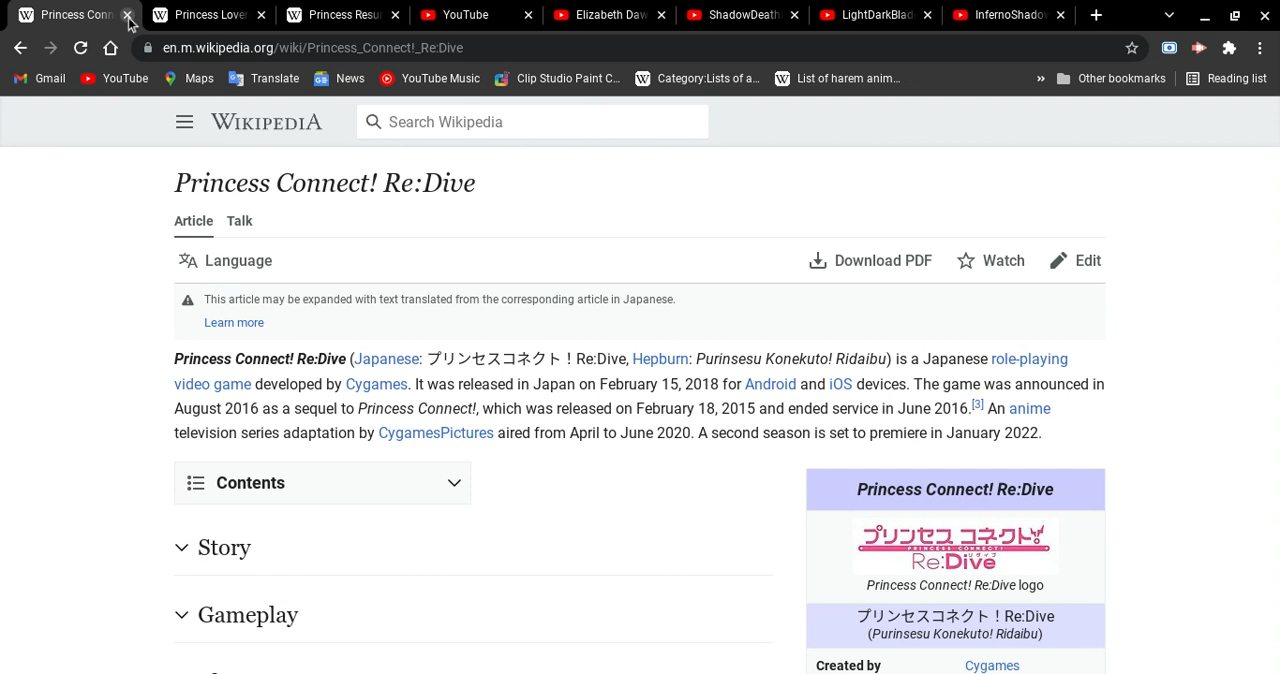 Princess Conn
Princess Lover
Princess Resur
YouTube
Elizabeth Daw
ShadowDeath
LightDarkBlad
InfernoShadow
en.m.wikipedia.org/wiki/Princess_Connect!_Re:Dive
Gmail
YouTube
Maps
Translate
News
YouTube Music
Clip Studio Paint C...
Category:Lists of a...
List of harem anim...
»
Other bookmarks
Reading list
WIKIPEDIA
Search Wikipedia
Princess Connect! Re:Dive
Article Talk
Language
Download PDF
Watch
Edit
This article may be expanded with text translated from the corresponding article in Japanese.
Learn more
Princess Connect! Re:Dive (Japanese: プリンセスコネクト！Re:Dive, Hepburn: Purinsesu Konekuto! Ridaibu) is a Japanese role-playing
video game developed by Cygames. It was released in Japan on February 15, 2018 for Android and iOS devices. The game was announced in
August 2016 as a sequel to Princess Connect!, which was released on February 18, 2015 and ended service in June 2016.[3] An anime
television series adaptation by CygamesPictures aired from April to June 2020. A second season is set to premiere in January 2022.
Contents
Story
Gameplay
Princess Connect! Re:Dive
プリンセスコネクト！
PRINCESS CONNECT!
Re:Dive リダイブ
Princess Connect! Re:Dive logo
プリンセスコネクト！Re:Dive
(Purinsesu Konekuto! Ridaibu)
Created by Cygames